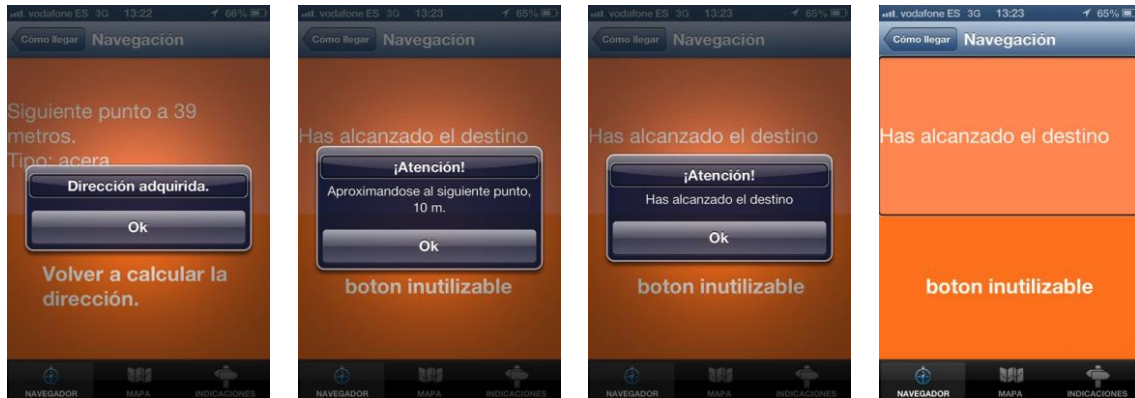 vodafone ES 3G 13:22 66%
Cómo llegar Navegación
Siguiente punto a 39
metros.
Tipo: acera
Dirección adquirida.
Ok
Volver a calcular la
dirección.
NAVEGADOR MAPA INDICACIONES
vodafone ES 3G 13:23 65%
Cómo llegar Navegación
Has alcanzado el destino
¡Atención!
Aproximandose al siguiente punto,
10 m.
Ok
boton inutilizable
NAVEGADOR MAPA INDICACIONES
vodafone ES 3G 13:23 65%
Cómo llegar Navegación
Has alcanzado el destino
¡Atención!
Has alcanzado el destino
Ok
boton inutilizable
NAVEGADOR MAPA INDICACIONES
vodafone ES 3G 13:23 65%
Cómo llegar Navegación
Has alcanzado el destino
boton inutilizable
NAVEGADOR MAPA INDICACIONES